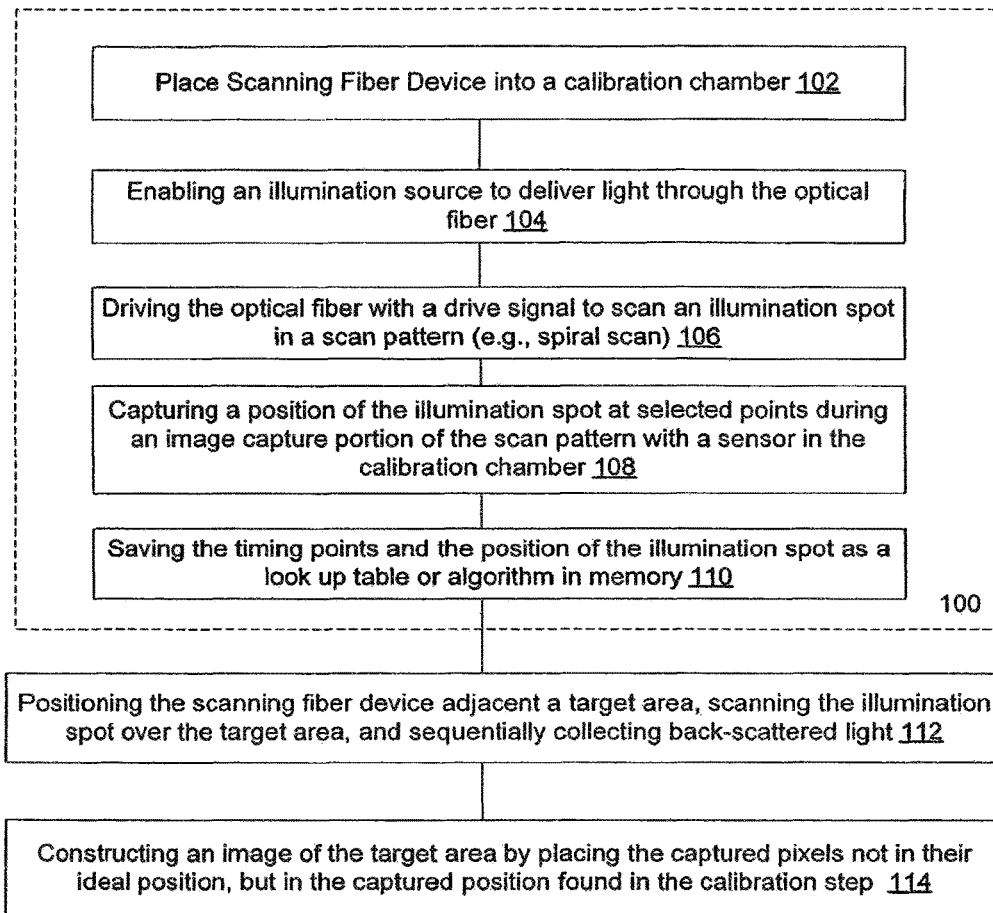 Place Scanning Fiber Device into a calibration chamber 102
Enabling an illumination source to deliver light through the optical
fiber 104
Driving the optical fiber with a drive signal to scan an illumination spot
in a scan pattern (e.g., spiral scan) 106
Capturing a position of the illumination spot at selected points during
an image capture portion of the scan pattern with a sensor in the
calibration chamber 108
Saving the timing points and the position of the illumination spot as a
look up table or algorithm in memory 110
100
Positioning the scanning fiber device adjacent a target area, scanning the illumination
spot over the target area, and sequentially collecting back-scattered light 112
Constructing an image of the target area by placing the captured pixels not in their
ideal position, but in the captured position found in the calibration step 114